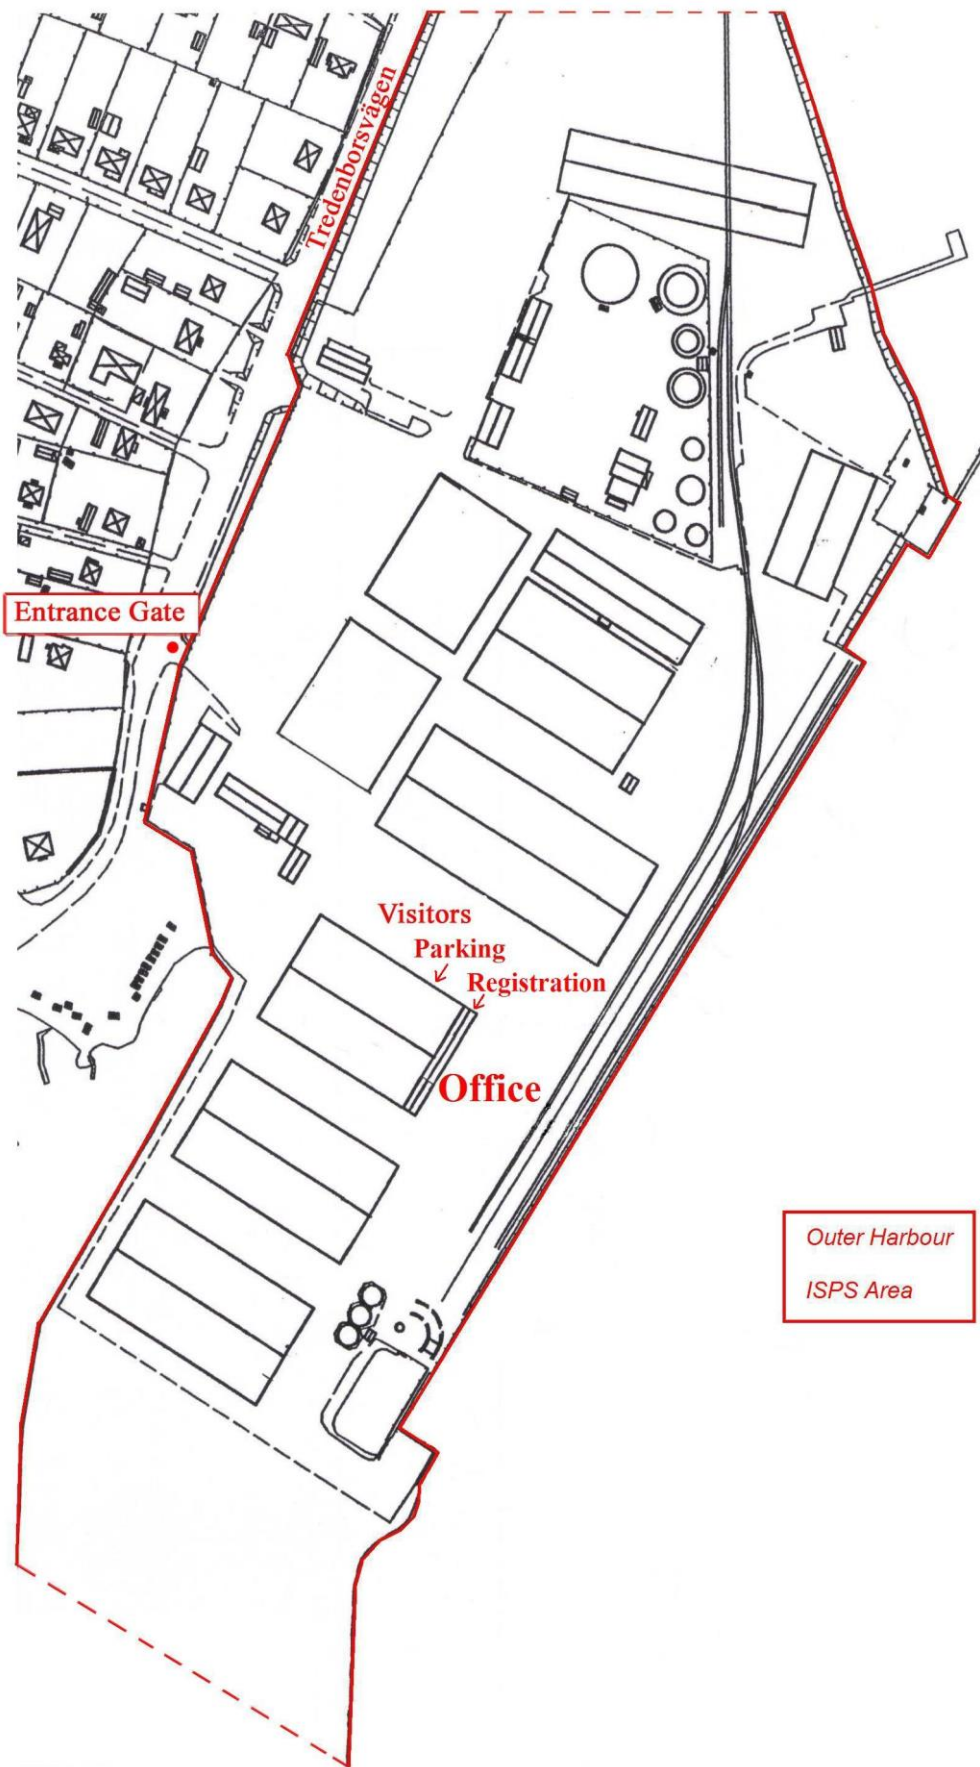 Tredenborsvägen
Entrance Gate
Visitors
Parking
Registration
Office
Outer Harbour
ISPS Area